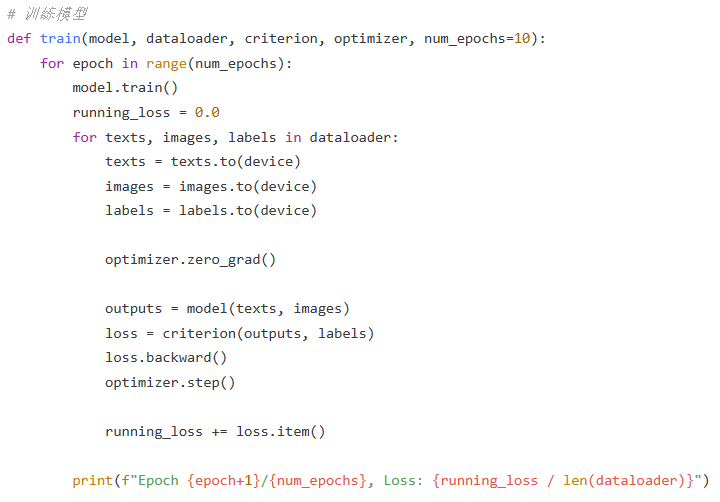 # 训练模型
def train(model, dataloader, criterion, optimizer, num_epochs=10):
    for epoch in range(num_epochs):
        model.train()
        running_loss = 0.0
        for texts, images, labels in dataloader:
            texts = texts.to(device)
            images = images.to(device)
            labels = labels.to(device)

            optimizer.zero_grad()

            outputs = model(texts, images)
            loss = criterion(outputs, labels)
            loss.backward()
            optimizer.step()

            running_loss += loss.item()

        print(f"Epoch {epoch+1}/{num_epochs}, Loss: {running_loss / len(dataloader)}")